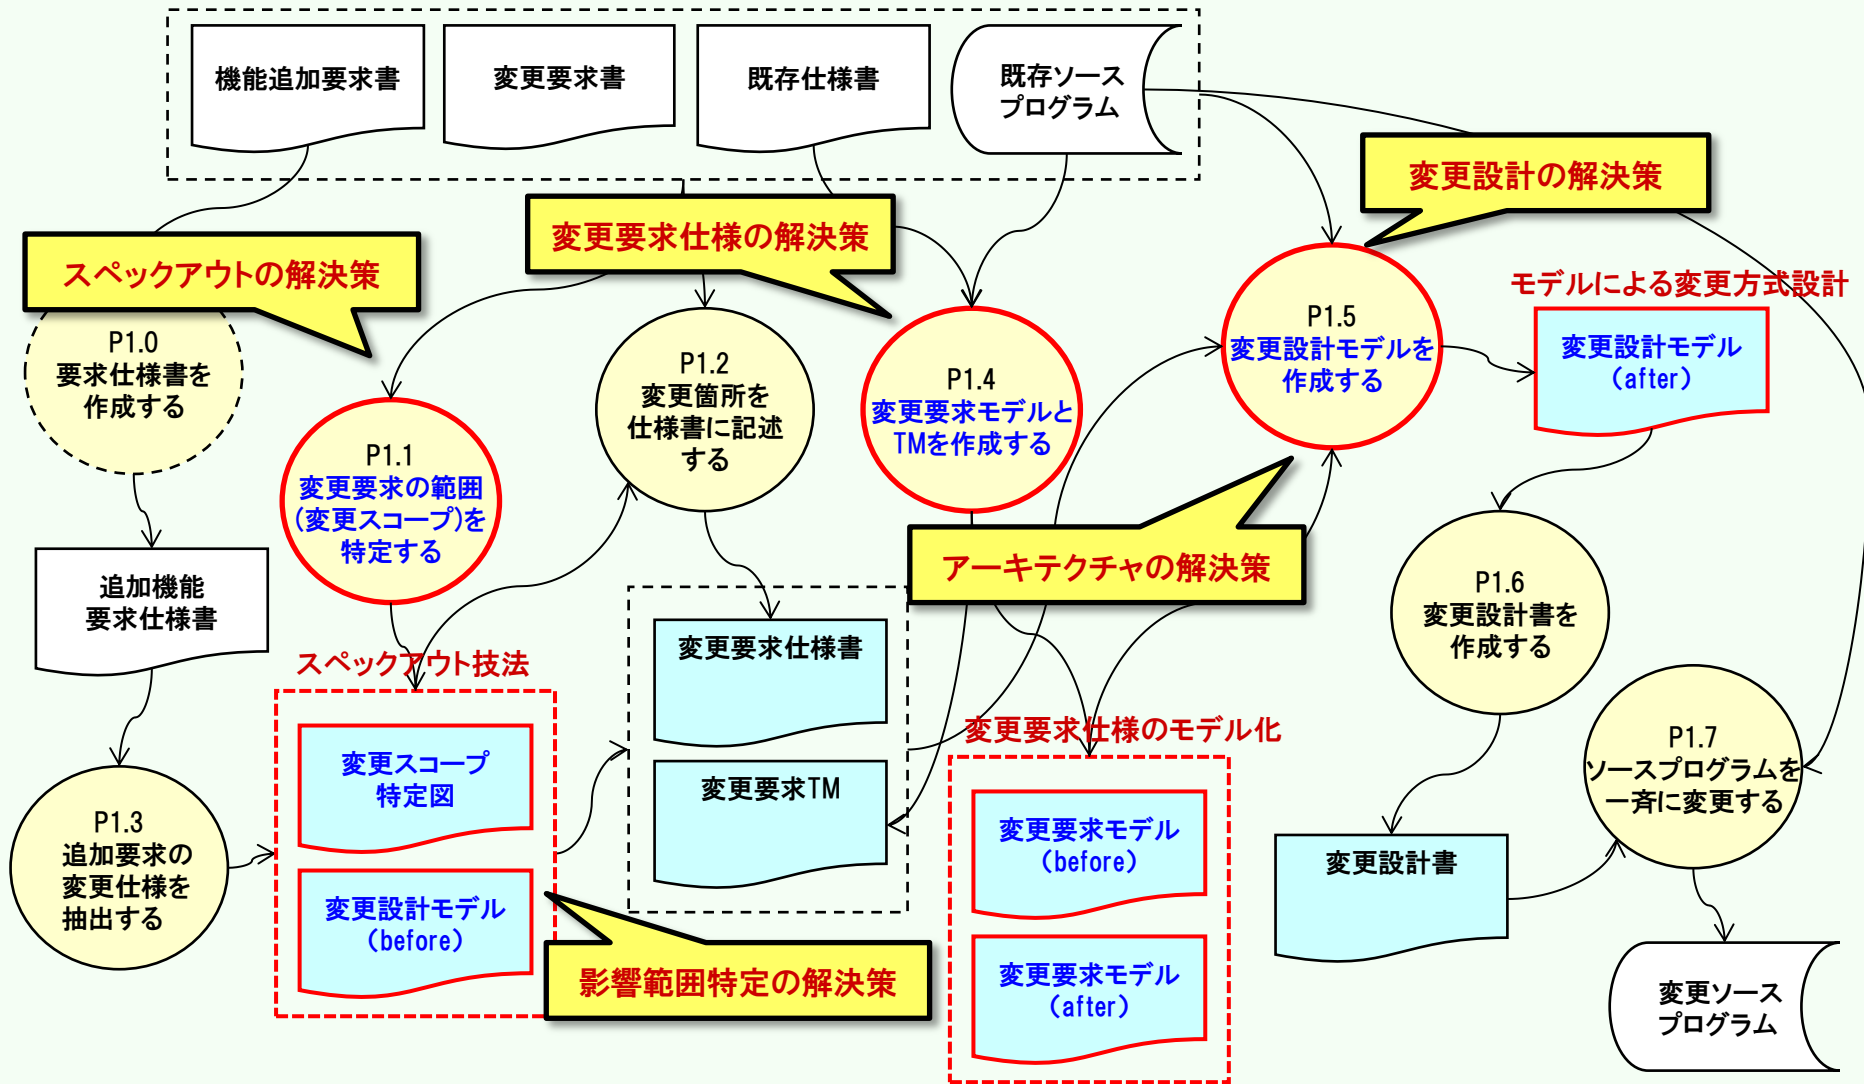 機能追加要求書
変更要求書
既存仕様書
既存ソース
プログラム
変更設計の解決策
変更要求仕様の解決策
スペックアウトの解決策
モデルによる変更方式設計
P1.0
要求仕様書を
作成する
P1.1
変更要求の範囲
(変更スコープ)を
特定する
P1.2
変更箇所を
仕様書に記述
する
P1.4
変更要求モデルと
TMを作成する
P1.5
変更設計モデルを
作成する
変更設計モデル
(after)
アーキテクチャの解決策
追加機能
要求仕様書
P1.6
変更設計書を
作成する
スペックアウト技法
変更要求仕様書
変更要求仕様のモデル化
変更スコープ
特定図
変更要求TM
P1.7
ソースプログラムを
一斉に変更する
P1.3
追加要求の
変更仕様を
抽出する
変更要求モデル
(before)
変更設計書
変更設計モデル
(before)
影響範囲特定の解決策
変更要求モデル
(after)
変更ソース
プログラム